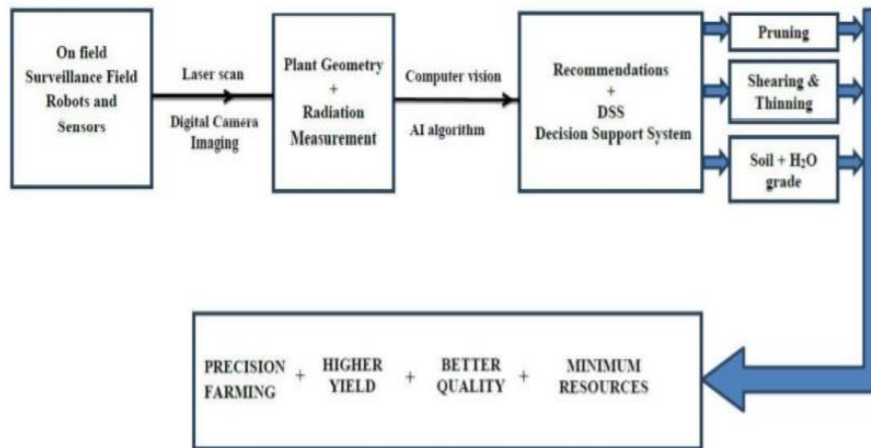 On field
Surveillance Field
Robots and
Sensors
Laser scan
Digital Camera
Imaging
Plant Geometry
+
Radiation
Measurement
Computer vision
AI algorithm
Recommendations
+
DSS
Decision Support System
Pruning
Shearing &
Thinning
Soil + H₂O
grade
PRECISION
FARMING
+
HIGHER
YIELD
+
BETTER
QUALITY
+
MINIMUM
RESOURCES